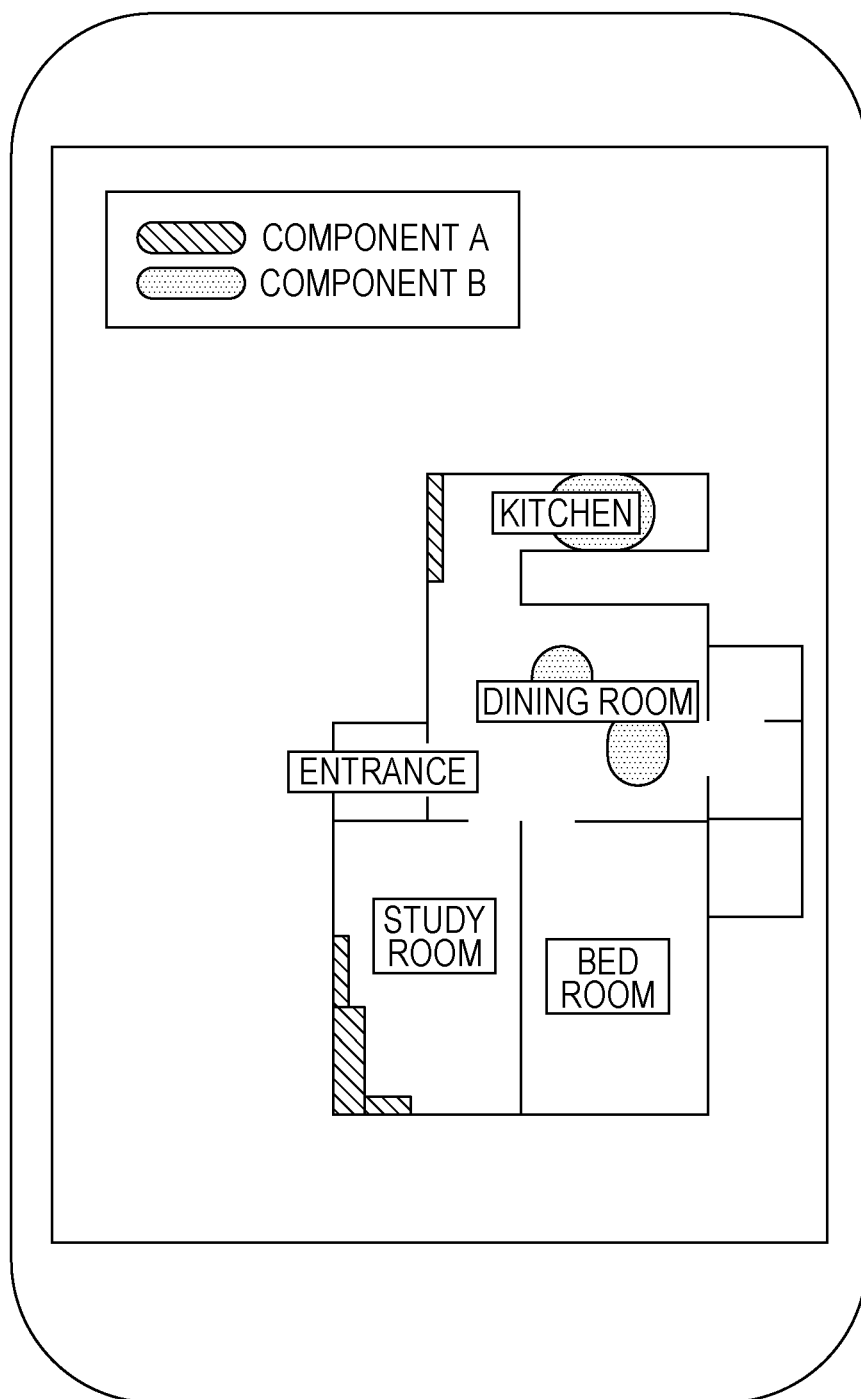 COMPONENT A
COMPONENT B
KITCHEN
DINING ROOM
ENTRANCE
STUDY
ROOM
BED
ROOM